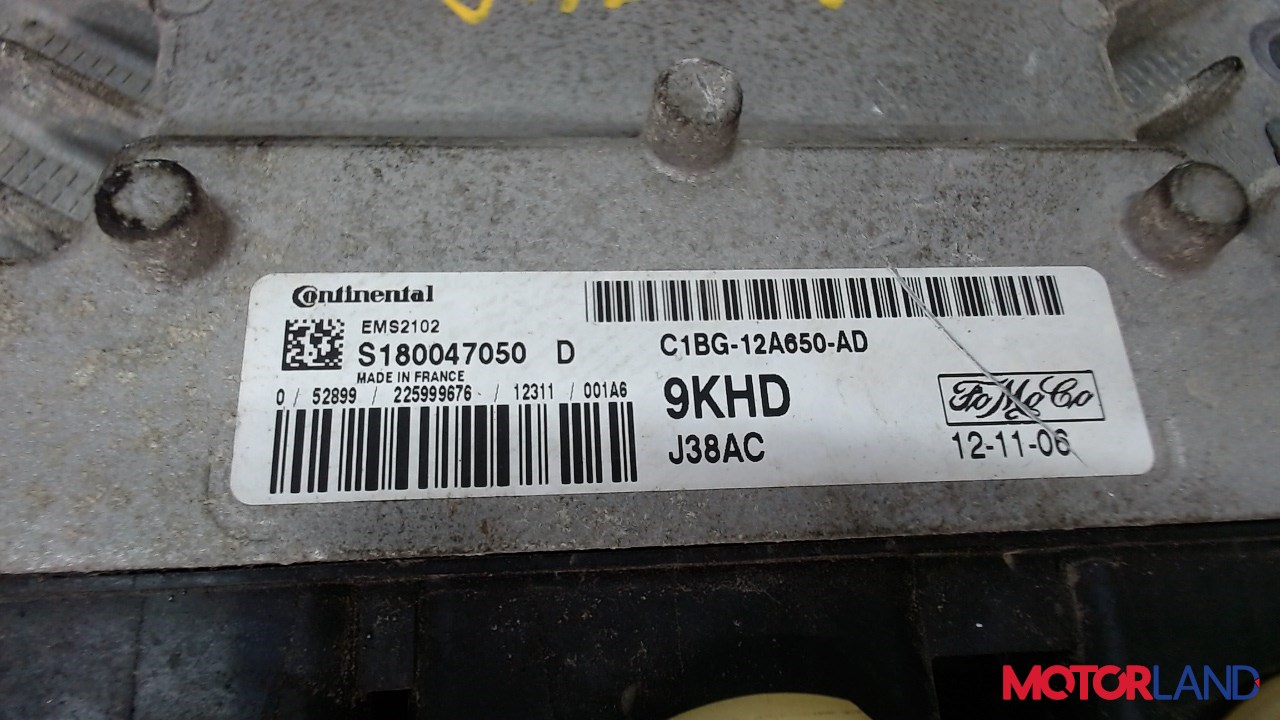 Continental
EMS2102
S180047050 D
MADE IN FRANCE
0 / 52899 / 225999676 / 12311 / 001A6
C1BG-12A650-AD
9KHD
J38AC
FoMoCo
12-11-06
MOTORLAND